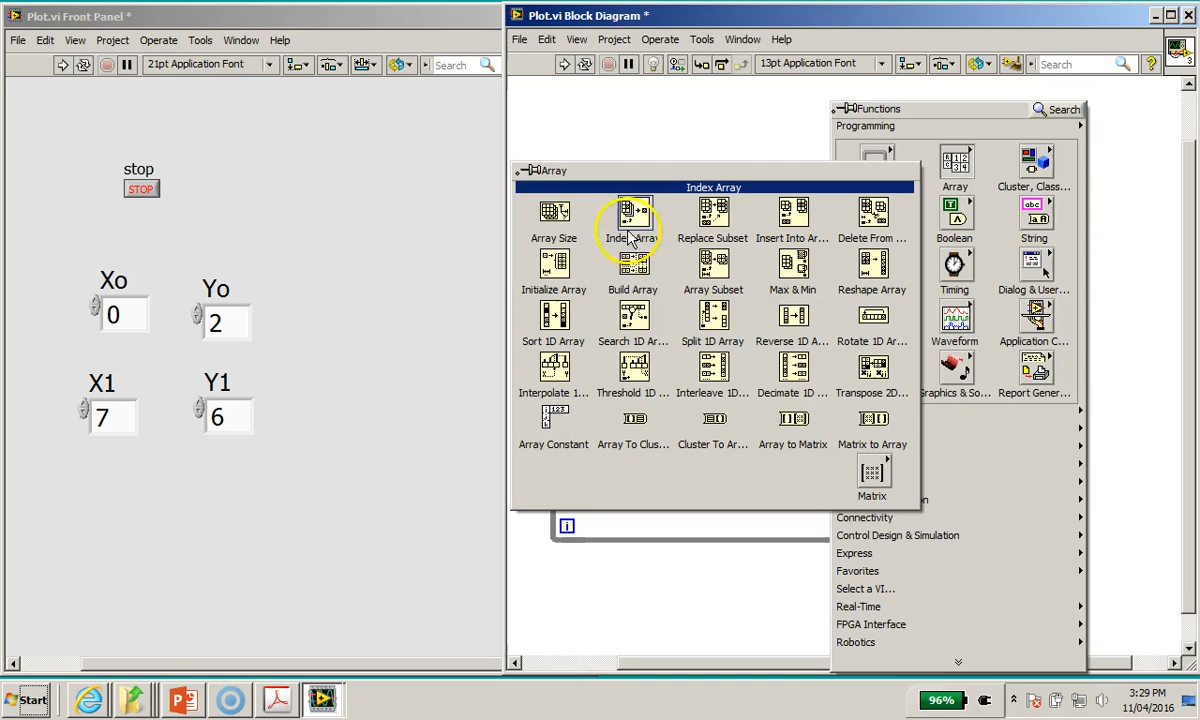 Plot.vi Front Panel *
File Edit View Project Operate Tools Window Help
21pt Application Font
Search
stop
STOP
Xo
0
Yo
2
X1
7
Y1
6
Plot.vi Block Diagram *
File Edit View Project Operate Tools Window Help
13pt Application Font
Search
3
Functions
Search
Programming
Array
Cluster, Class...
Boolean
String
Timing
Dialog & User...
Waveform
Application C...
Graphics & So...
Report Gener...
Connectivity
Control Design & Simulation
Express
Favorites
Select a VI...
Real-Time
FPGA Interface
Robotics
Array
Index Array
Array Size
Index Array
Replace Subset
Insert Into Ar...
Delete From ...
Initialize Array
Build Array
Array Subset
Max & Min
Reshape Array
Sort 1D Array
Search 1D Ar...
Split 1D Array
Reverse 1D A...
Rotate 1D Array
Interpolate 1...
Threshold 1D ...
Interleave 1D...
Decimate 1D ...
Transpose 2D...
Array Constant
Array To Clus...
Cluster To Ar...
Array to Matrix
Matrix to Array
Matrix
i
Start
96%
3:29 PM
11/04/2016